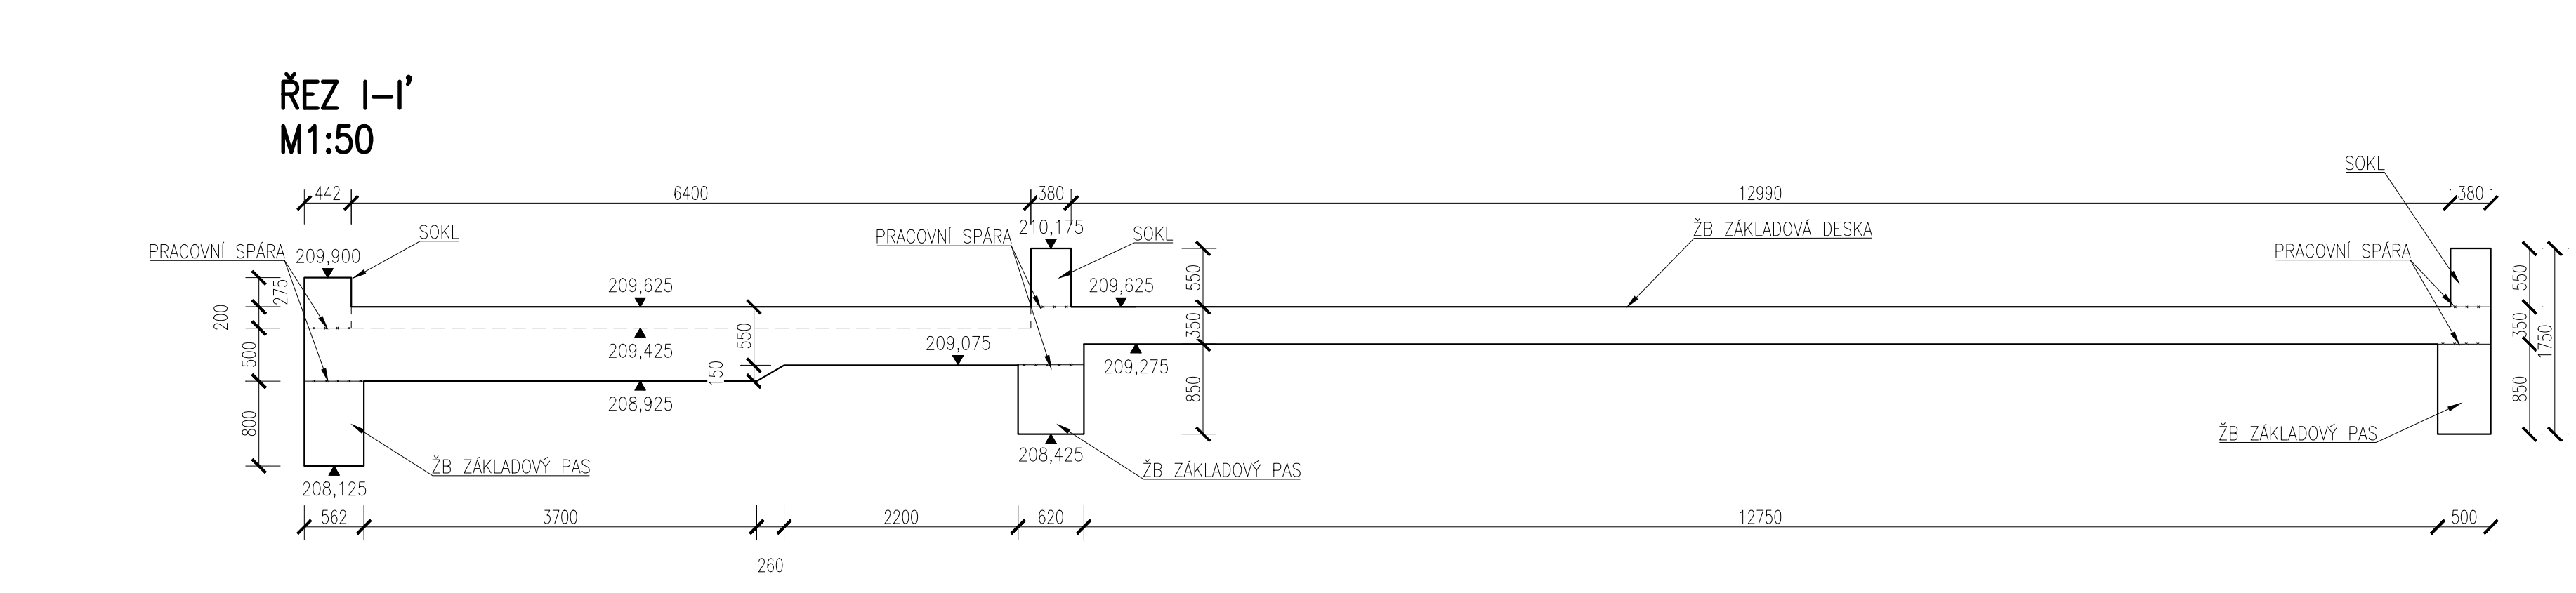 ŘEZ I-I'
M1:50
SOKL
442
6400
380
12990
380
210,175
ŽB ZÁKLADOVÁ DESKA
SOKL
PRACOVNÍ SPÁRA
SOKL
PRACOVNÍ SPÁRA
209,900
PRACOVNÍ SPÁRA
275
209,625
209,625
550
550
200
550
350
350
1750
500
209,425
209,075
209,275
150
850
850
208,925
800
ŽB ZÁKLADOVÝ PAS
208,425
ŽB ZÁKLADOVÝ PAS
ŽB ZÁKLADOVÝ PAS
208,125
562
3700
2200
620
12750
500
260